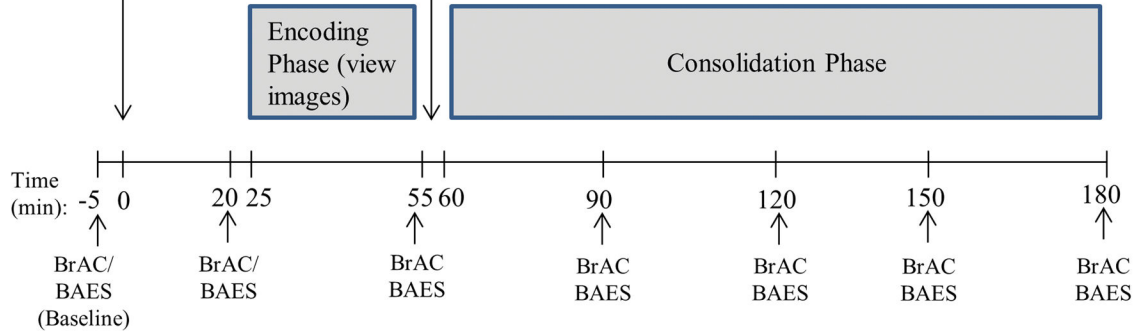 Encoding
Phase (view
images)
Consolidation Phase
Time
(min):
-5 0 20 25 55 60 90 120 150 180
BrAC/
BAES
(Baseline)
BrAC/
BAES
BrAC
BAES
BrAC
BAES
BrAC
BAES
BrAC
BAES
BrAC
BAES